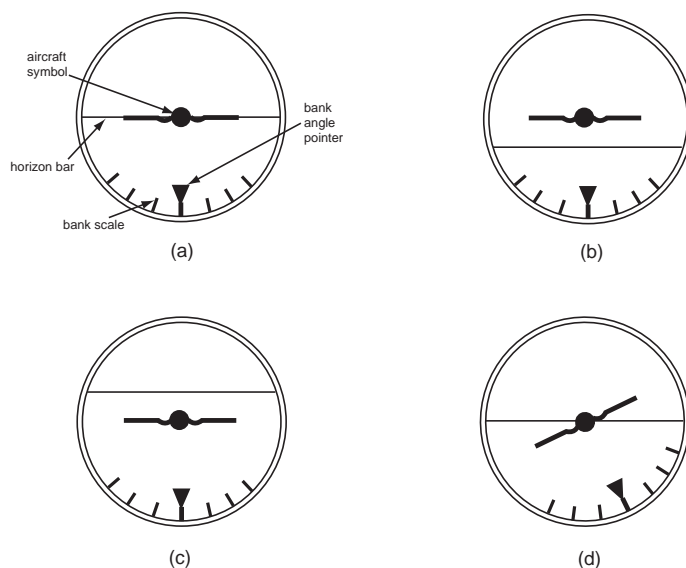 aircraft
symbol
bank
angle
pointer
horizon bar
bank scale
(a)
(b)
(c)
(d)